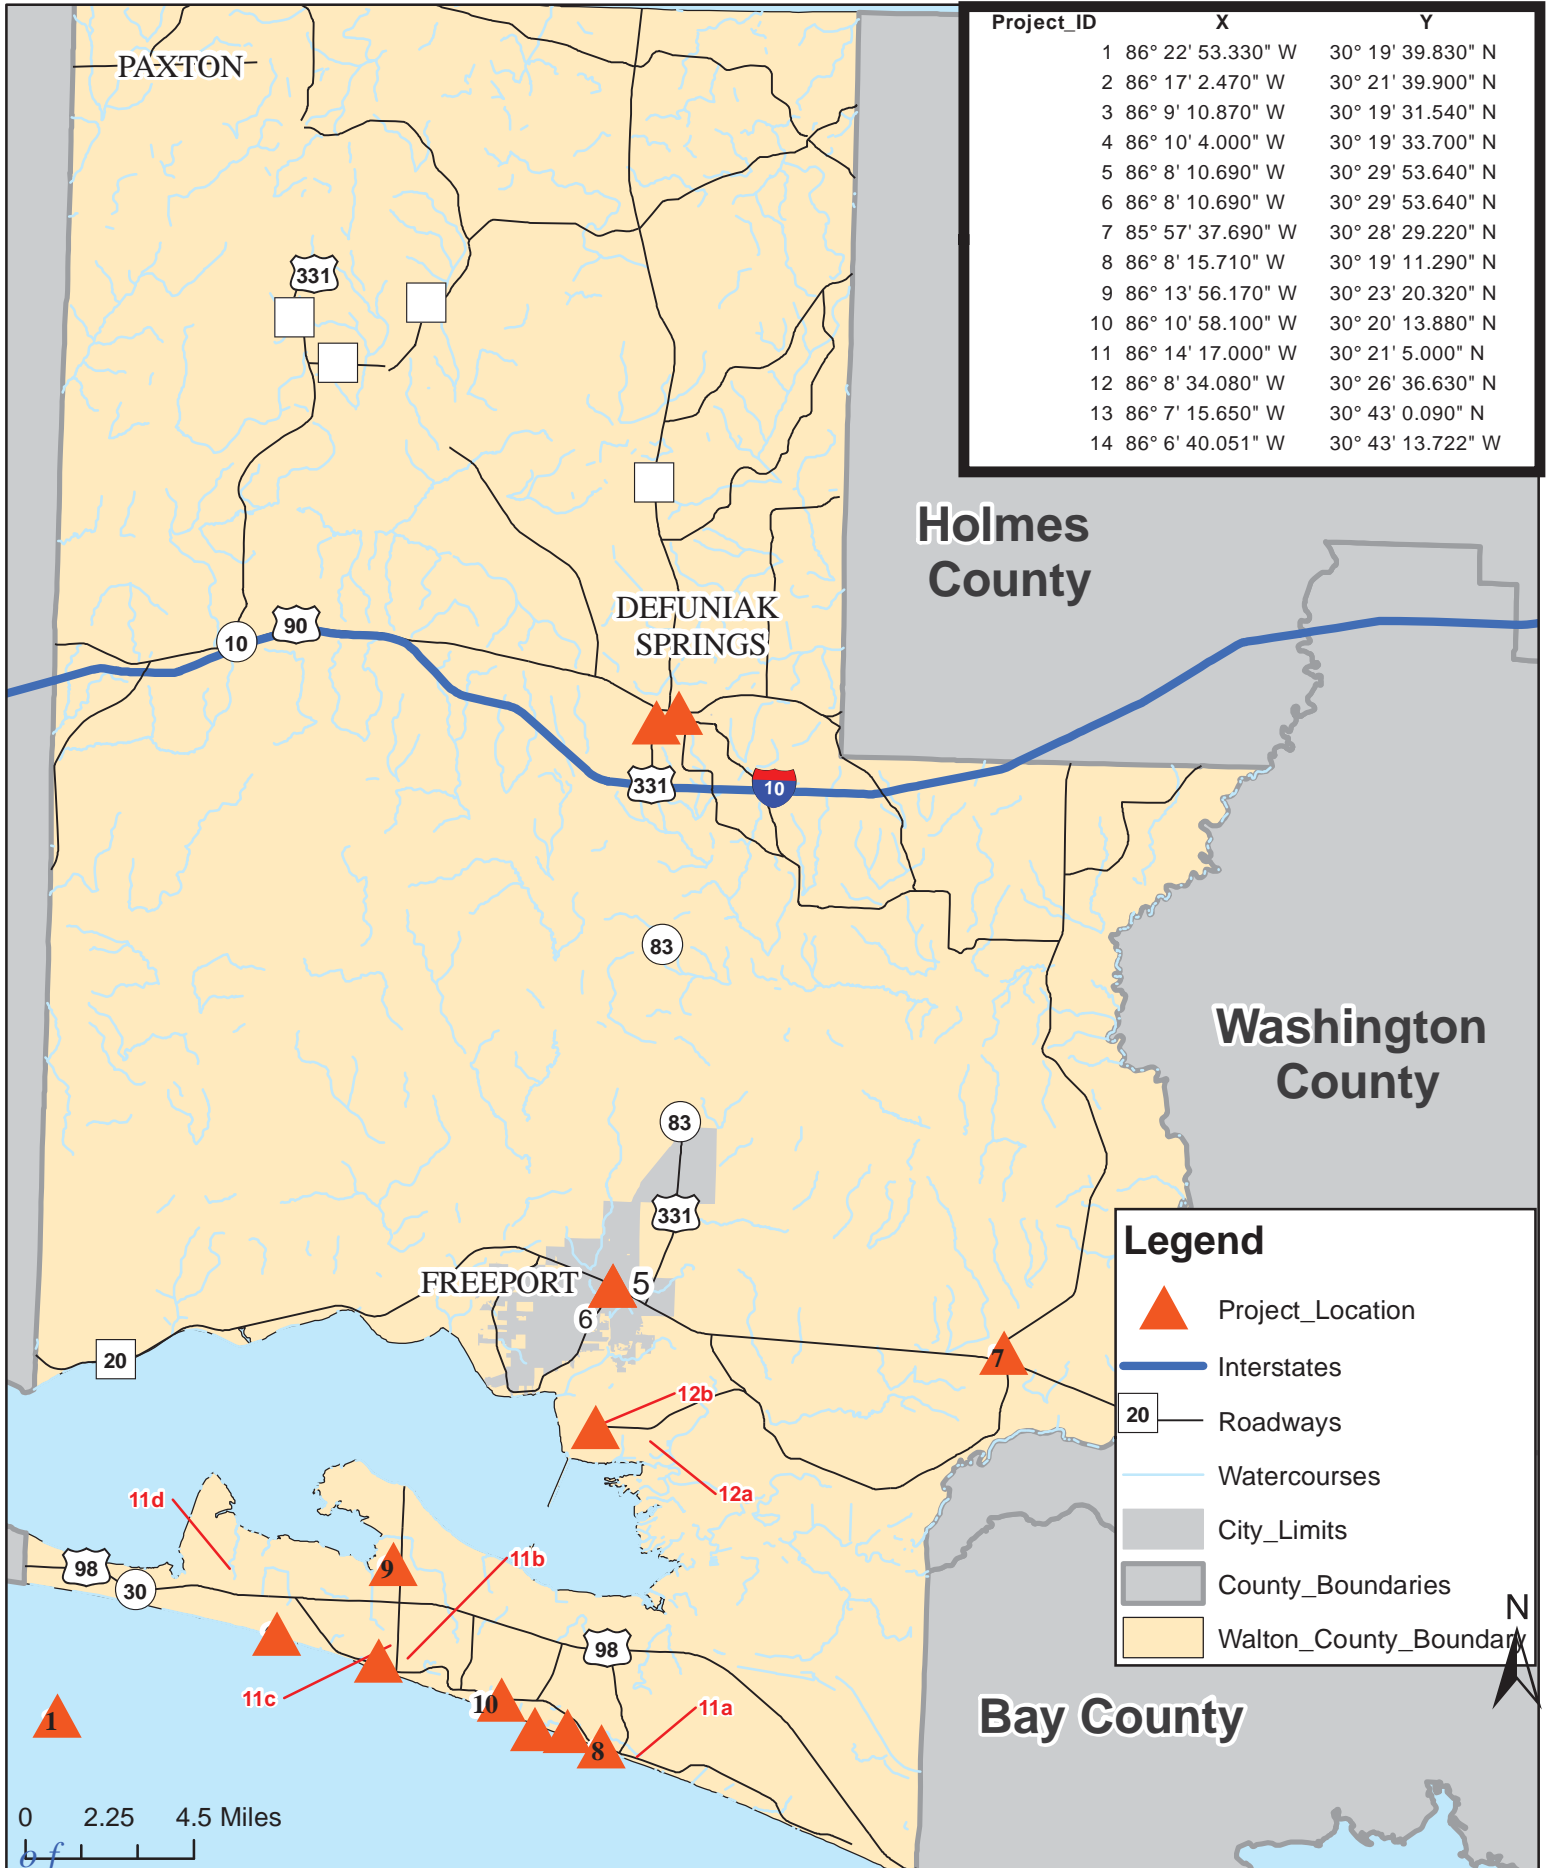 Project_ID X Y
1 86° 22' 53.330" W 30° 19' 39.830" N
2 86° 17' 2.470" W 30° 21' 39.900" N
3 86° 9' 10.870" W 30° 19' 31.540" N
4 86° 10' 4.000" W 30° 19' 33.700" N
5 86° 8' 10.690" W 30° 29' 53.640" N
6 86° 8' 10.690" W 30° 29' 53.640" N
7 85° 57' 37.690" W 30° 28' 29.220" N
8 86° 8' 15.710" W 30° 19' 11.290" N
9 86° 13' 56.170" W 30° 23' 20.320" N
10 86° 10' 58.100" W 30° 20' 13.880" N
11 86° 14' 17.000" W 30° 21' 5.000" N
12 86° 8' 34.080" W 30° 26' 36.630" N
13 86° 7' 15.650" W 30° 43' 0.090" N
14 86° 6' 40.051" W 30° 43' 13.722" W
PAXTON
331
Holmes
County
DEFUNIAK
SPRINGS
90
10
331
10
83
Washington
County
83
331
FREEPORT
5
6
20
7
12b
12a
11d
11b
9
98
30
98
11c
10
11a
8
1
Bay County
Legend
Project_Location
Interstates
20
Roadways
Watercourses
City_Limits
County_Boundaries
Walton_County_Boundary
N
0 2.25 4.5 Miles
of